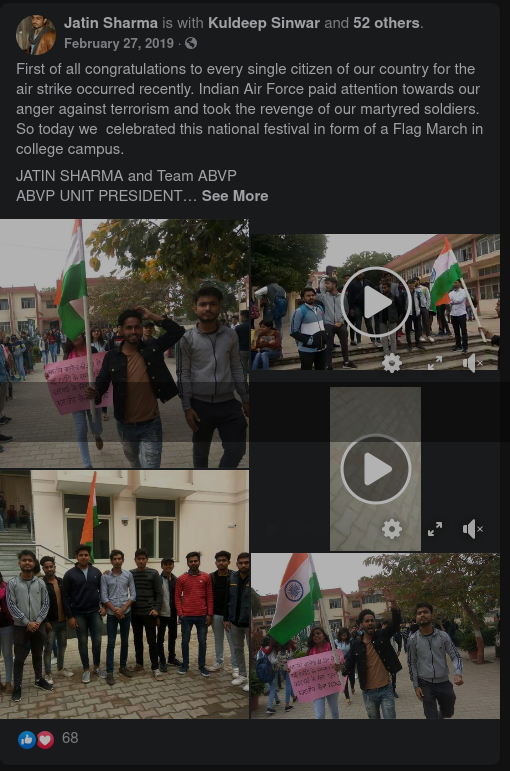 Jatin Sharma is with Kuldeep Sinwar and 52 others.
February 27, 2019 ·
First of all congratulations to every single citizen of our country for the
air strike occurred recently. Indian Air Force paid attention towards our
anger against terrorism and took the revenge of our martyred soldiers.
So today we  celebrated this national festival in form of a Flag March in
college campus.
JATIN SHARMA and Team ABVP
ABVP UNIT PRESIDENT… See More
68